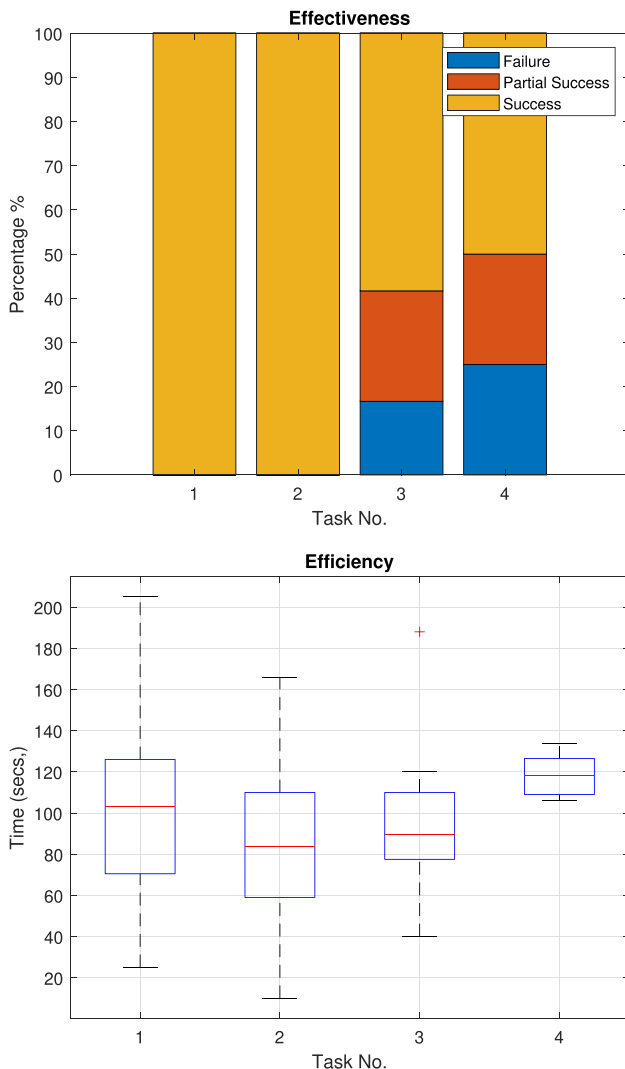 Effectiveness
100
90
80
70
60
50
40
30
20
10
0
Percentage %
Failure
Partial Success
Success
1 2 3 4
Task No.
Efficiency
200
180
160
140
120
100
80
60
40
20
Time (secs,)
1 2 3 4
Task No.